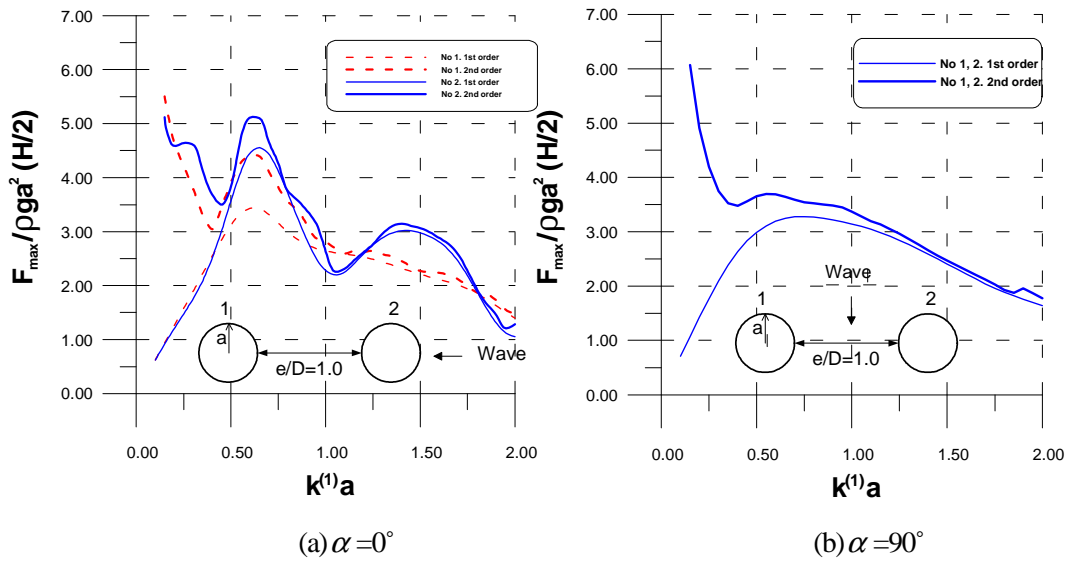 7.00
6.00
5.00
4.00
3.00
2.00
1.00
0.00
F_max/ρga² (H/2)
No 1. 1st order
No 1. 2nd order
No 2. 1st order
No 2. 2nd order
1
2
a
e/D=1.0
Wave
0.00 0.50 1.00 1.50 2.00
k⁽¹⁾a
(a) α =0°
7.00
6.00
5.00
4.00
3.00
2.00
1.00
0.00
F_max/ρga² (H/2)
No 1, 2. 1st order
No 1, 2. 2nd order
Wave
1
2
a
e/D=1.0
0.00 0.50 1.00 1.50 2.00
k⁽¹⁾a
(b) α =90°